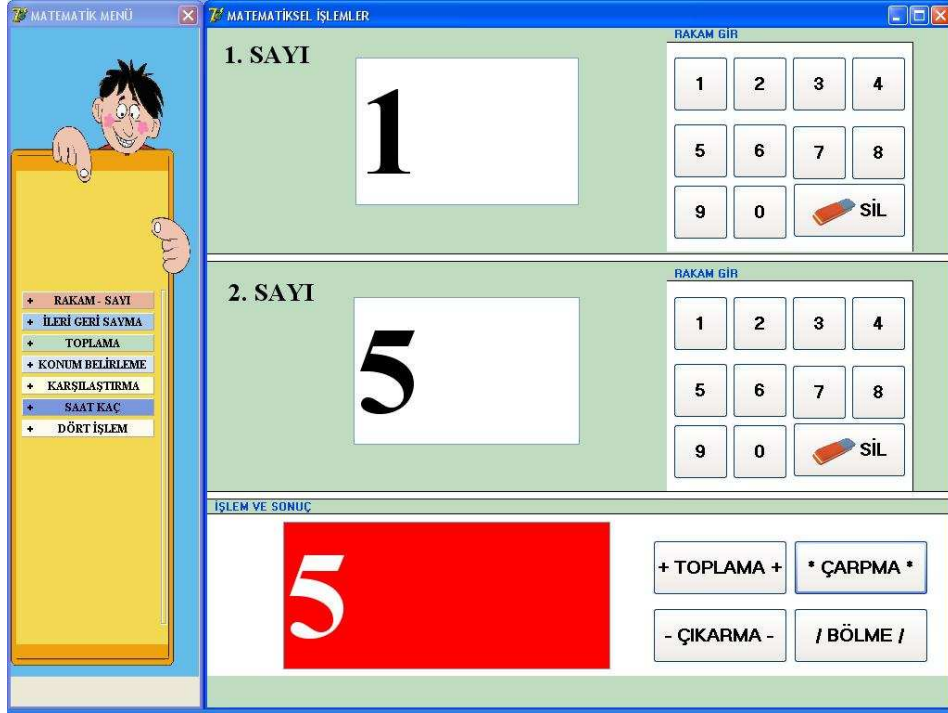 MATEMATİK MENÜ
+ RAKAM - SAYI
+ İLERİ GERİ SAYMA
+ TOPLAMA
+ KONUM BELİRLEME
+ KARŞILAŞTIRMA
+ SAAT KAÇ
+ DÖRT İŞLEM
MATEMATİKSEL İŞLEMLER
1. SAYI
1
RAKAM GİR
1 2 3 4
5 6 7 8
9 0 SİL
2. SAYI
5
RAKAM GİR
1 2 3 4
5 6 7 8
9 0 SİL
İŞLEM VE SONUÇ
5
+ TOPLAMA + * ÇARPMA *
- ÇIKARMA - / BÖLME /